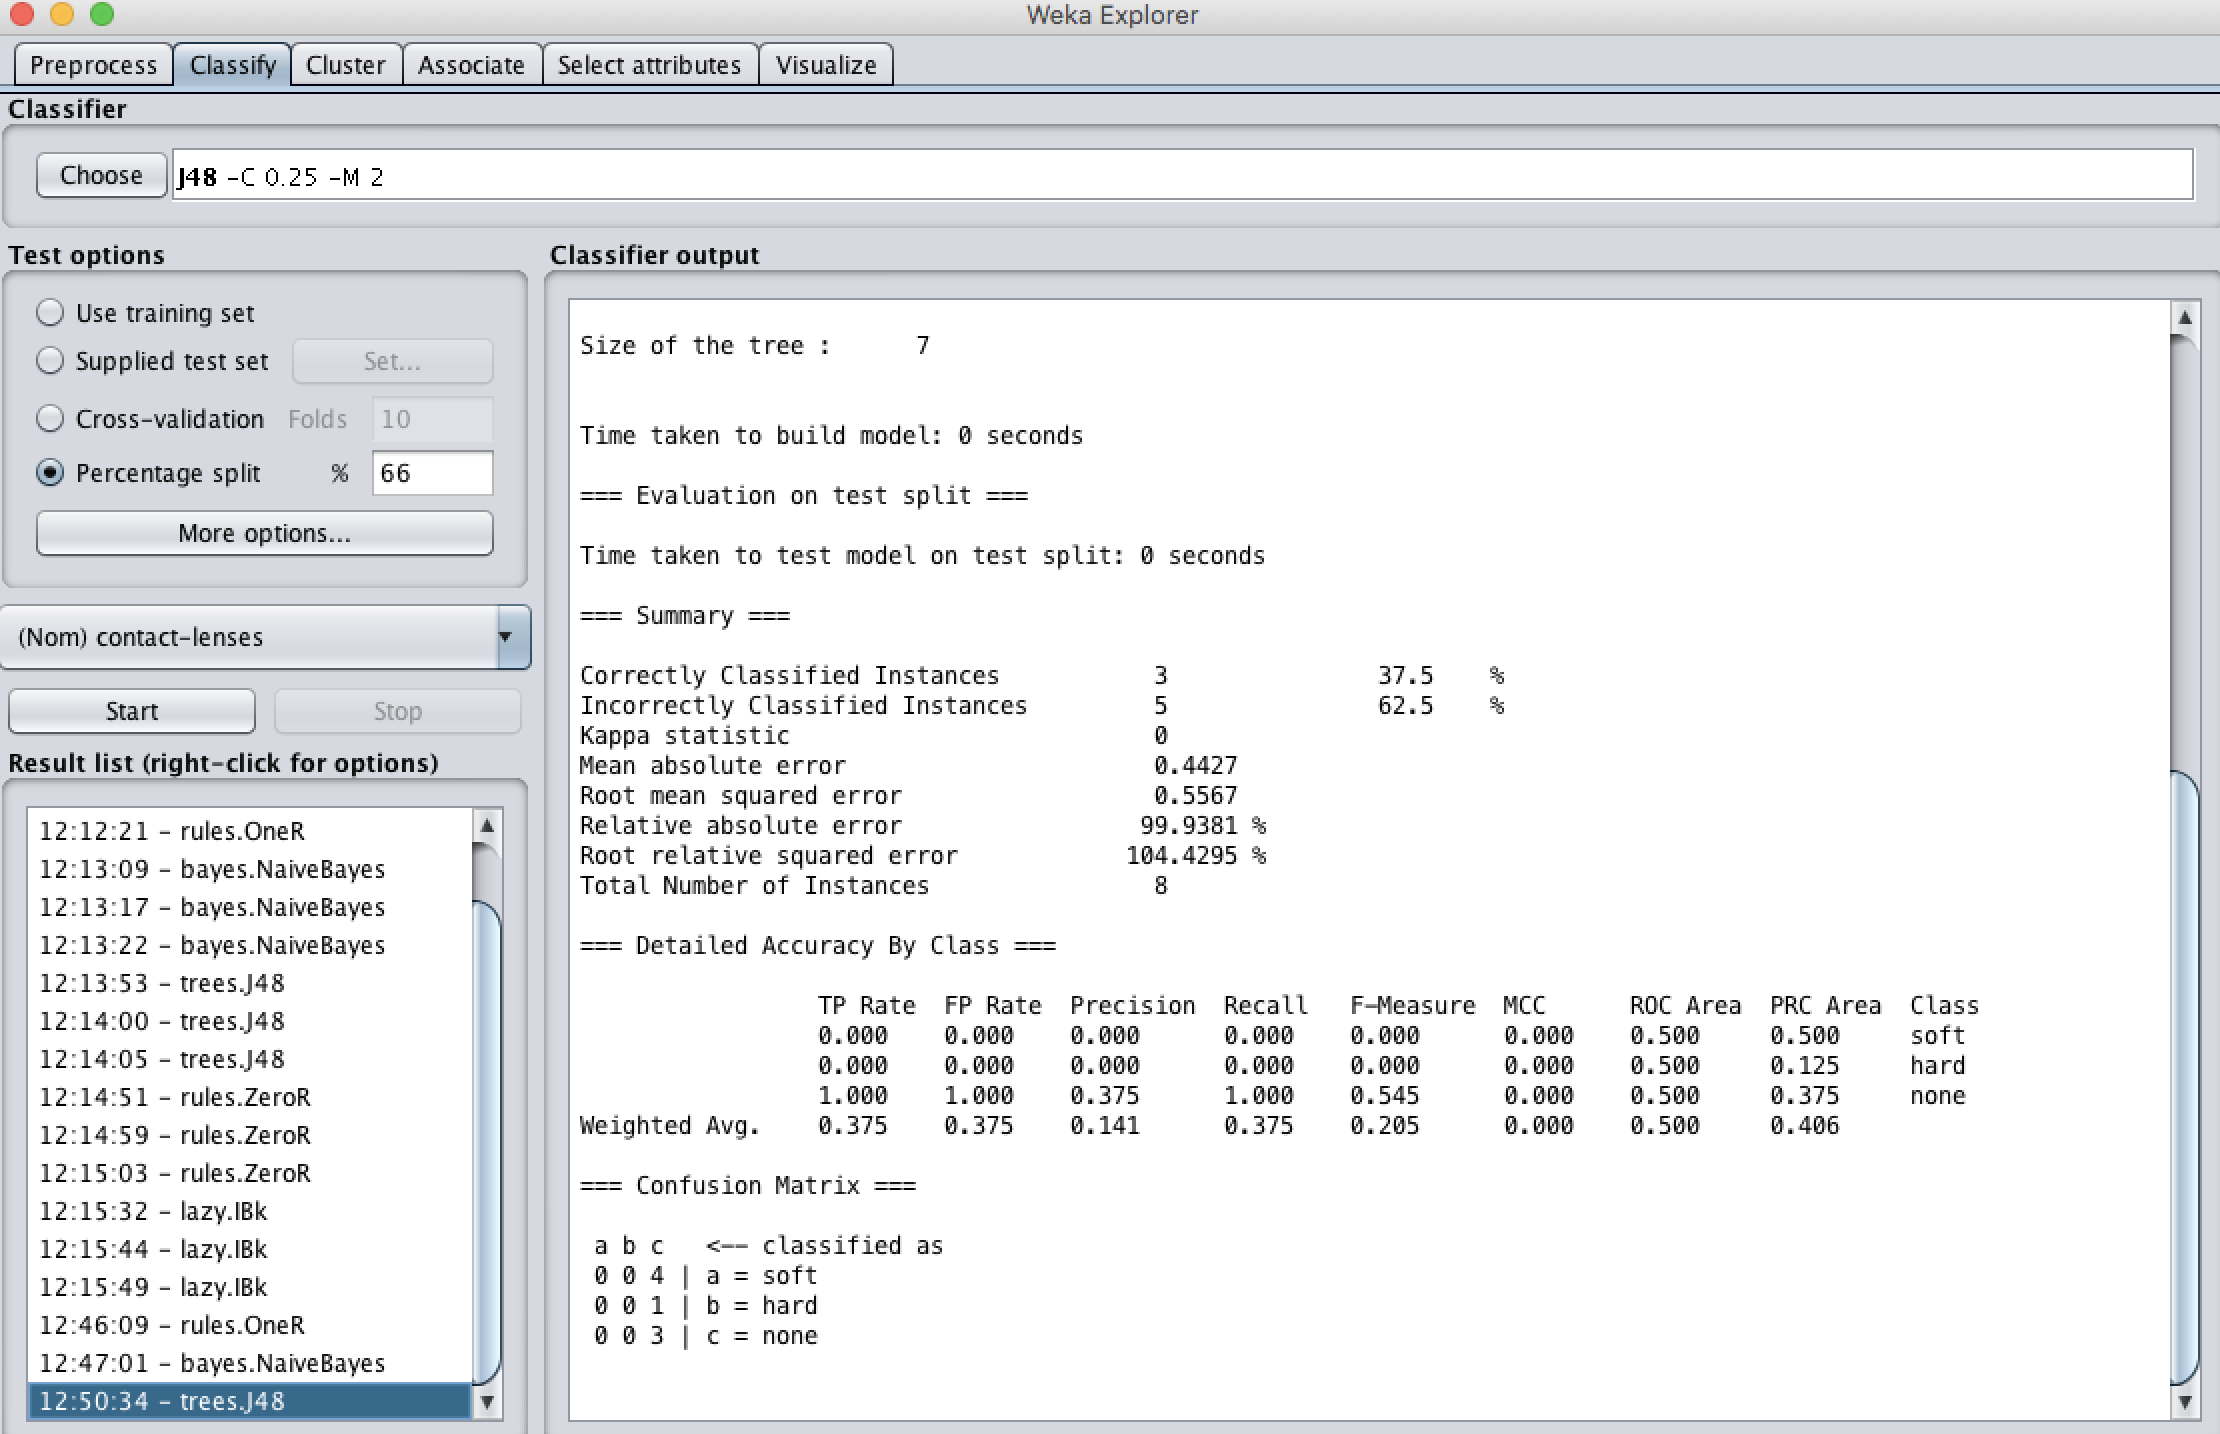 Weka Explorer
Preprocess Classify Cluster Associate Select attributes Visualize
Classifier
Choose J48 -C 0.25 -M 2
Test options
Use training set
Supplied test set Set...
Cross-validation Folds 10
Percentage split % 66
More options...
(Nom) contact-lenses
Start Stop
Result list (right-click for options)
12:12:21 - rules.OneR
12:13:09 - bayes.NaiveBayes
12:13:17 - bayes.NaiveBayes
12:13:22 - bayes.NaiveBayes
12:13:53 - trees.J48
12:14:00 - trees.J48
12:14:05 - trees.J48
12:14:51 - rules.ZeroR
12:14:59 - rules.ZeroR
12:15:03 - rules.ZeroR
12:15:32 - lazy.IBk
12:15:44 - lazy.IBk
12:15:49 - lazy.IBk
12:46:09 - rules.OneR
12:47:01 - bayes.NaiveBayes
12:50:34 - trees.J48
Classifier output
Size of the tree : 7
Time taken to build model: 0 seconds
=== Evaluation on test split ===
Time taken to test model on test split: 0 seconds
=== Summary ===
Correctly Classified Instances 3 37.5 %
Incorrectly Classified Instances 5 62.5 %
Kappa statistic 0
Mean absolute error 0.4427
Root mean squared error 0.5567
Relative absolute error 99.9381 %
Root relative squared error 104.4295 %
Total Number of Instances 8
=== Detailed Accuracy By Class ===
TP Rate FP Rate Precision Recall F-Measure MCC ROC Area PRC Area Class
0.000 0.000 0.000 0.000 0.000 0.000 0.500 0.500 soft
0.000 0.000 0.000 0.000 0.000 0.000 0.500 0.125 hard
1.000 1.000 0.375 1.000 0.545 0.000 0.500 0.375 none
Weighted Avg. 0.375 0.375 0.141 0.375 0.205 0.000 0.500 0.406
=== Confusion Matrix ===
a b c <-- classified as
0 0 4 | a = soft
0 0 1 | b = hard
0 0 3 | c = none